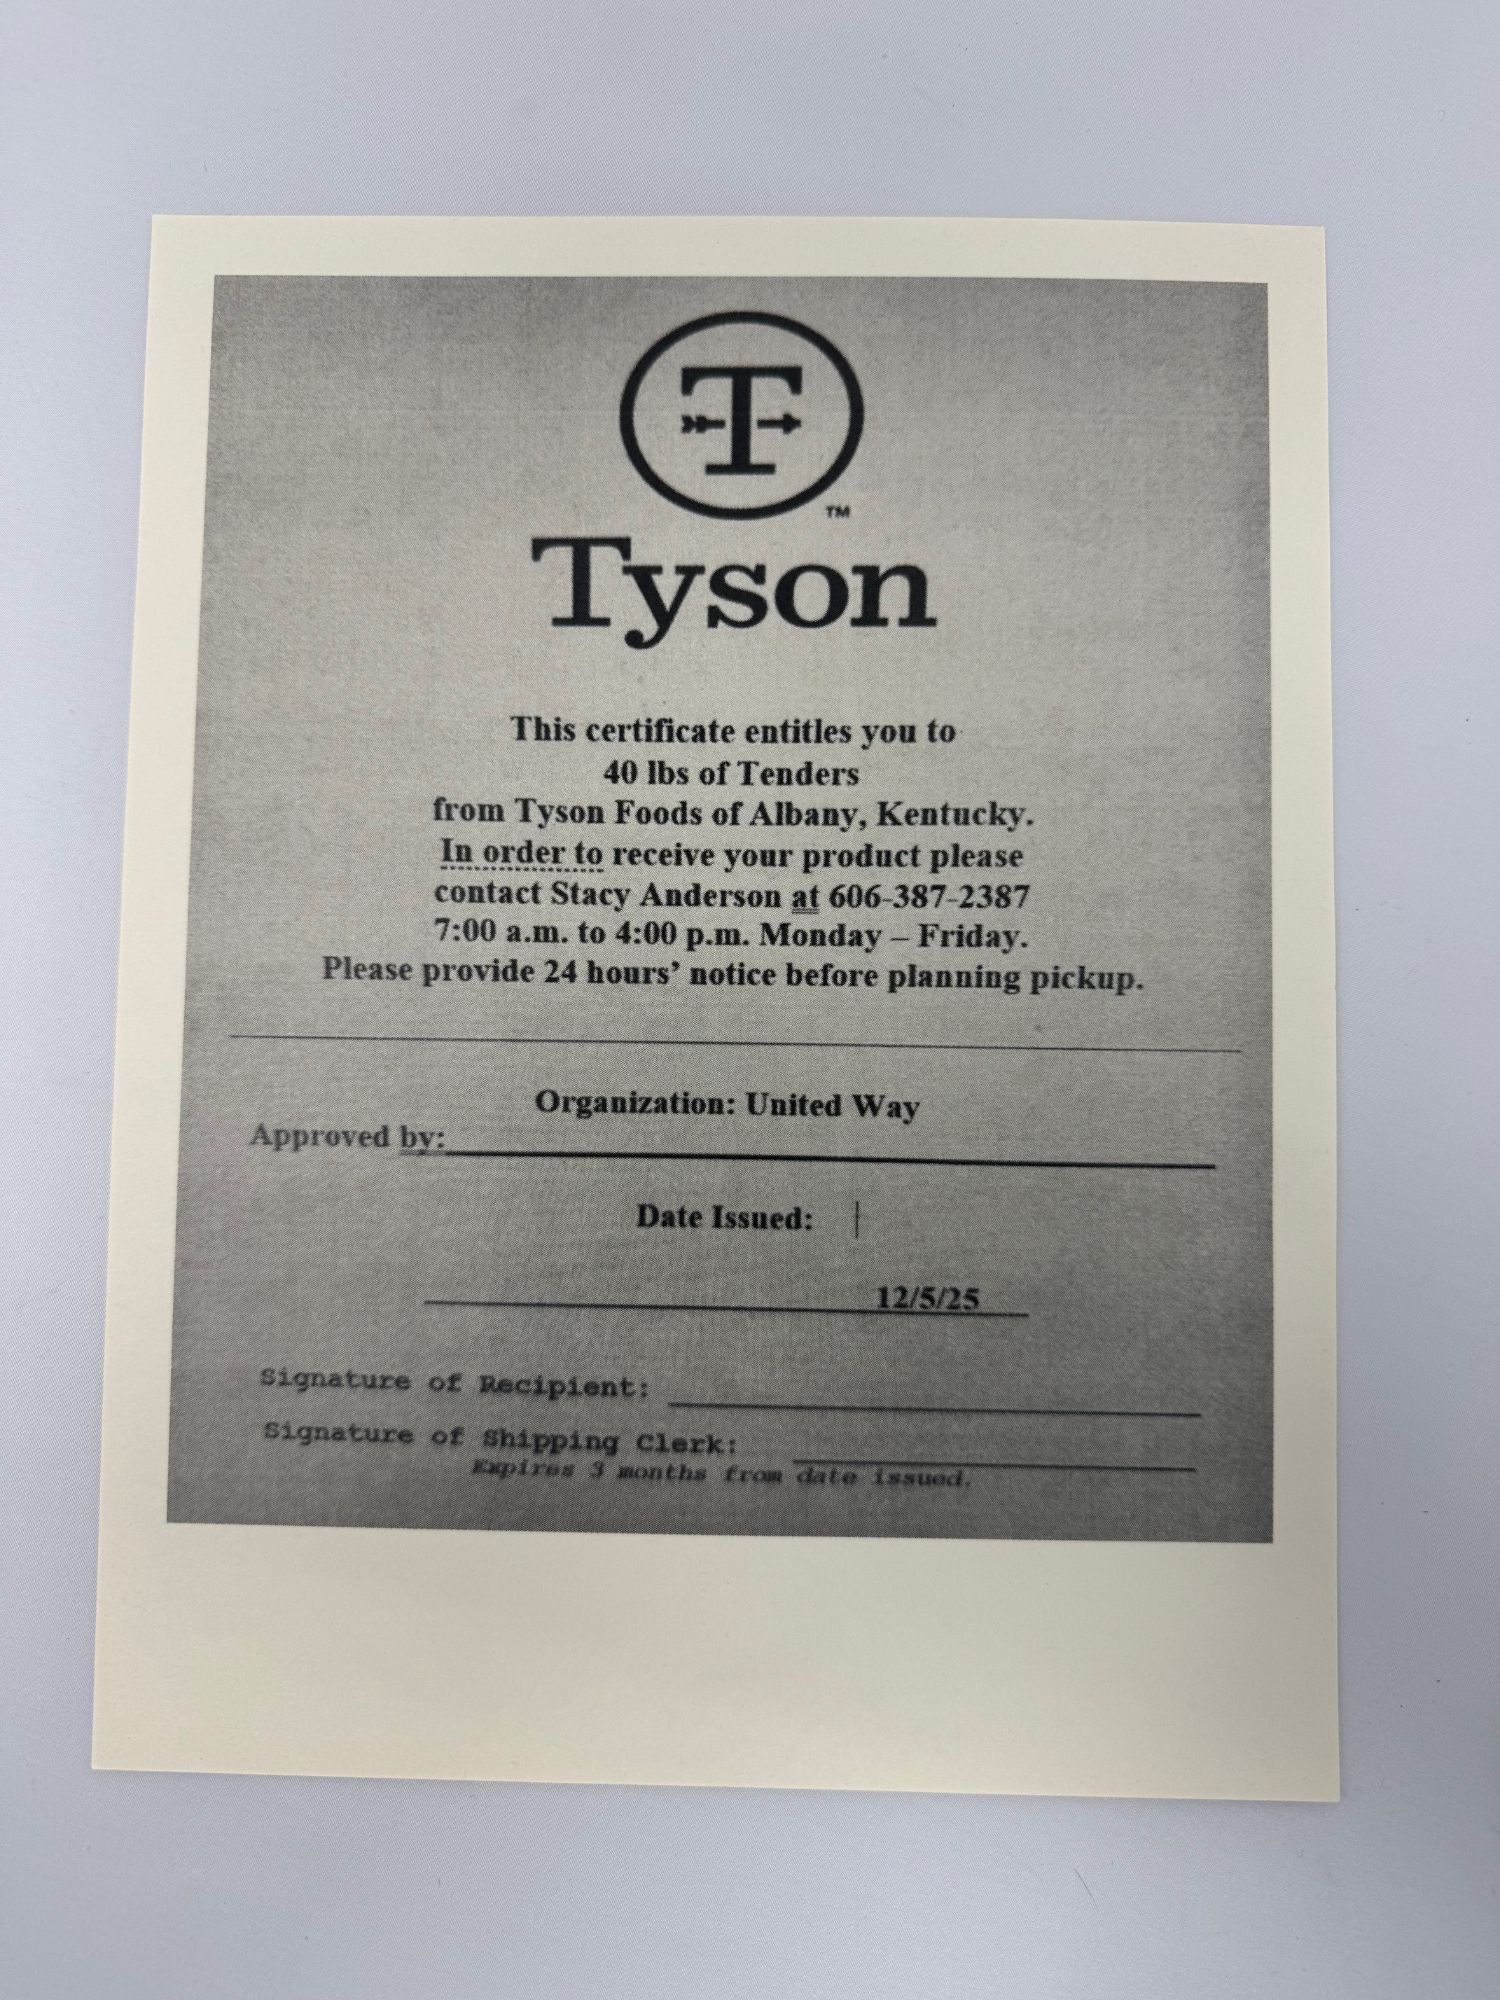 T
TM
Tyson
This certificate entitles you to
40 lbs of Tenders
from Tyson Foods of Albany, Kentucky.
In order to receive your product please
contact Stacy Anderson at 606-387-2387
7:00 a.m. to 4:00 p.m. Monday – Friday.
Please provide 24 hours’ notice before planning pickup.
Organization: United Way
Approved by:
Date Issued:
12/5/25
Signature of Recipient:
Signature of Shipping Clerk:
Expires 3 months from date issued.